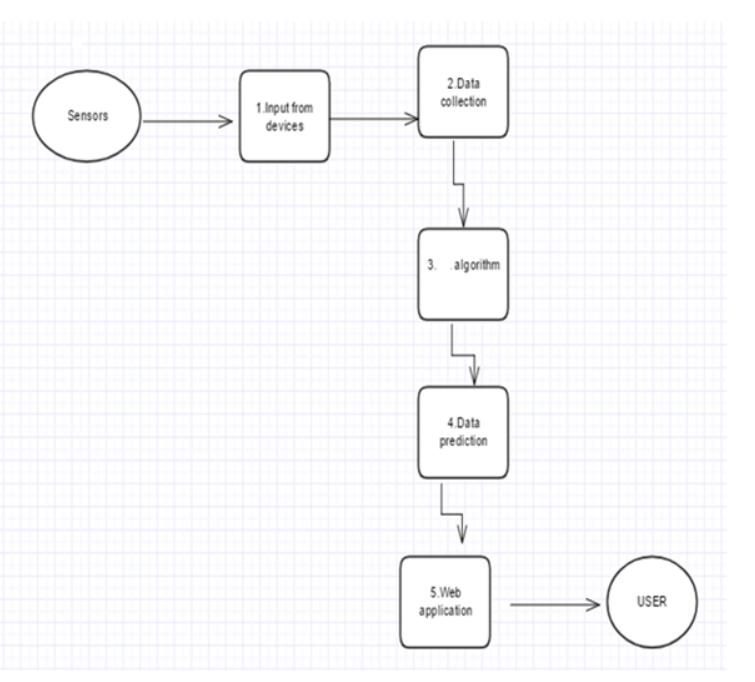 Sensors
1.Input from
devices
2.Data
collection
3. . algorithm
4.Data
prediction
5.Web
application
USER